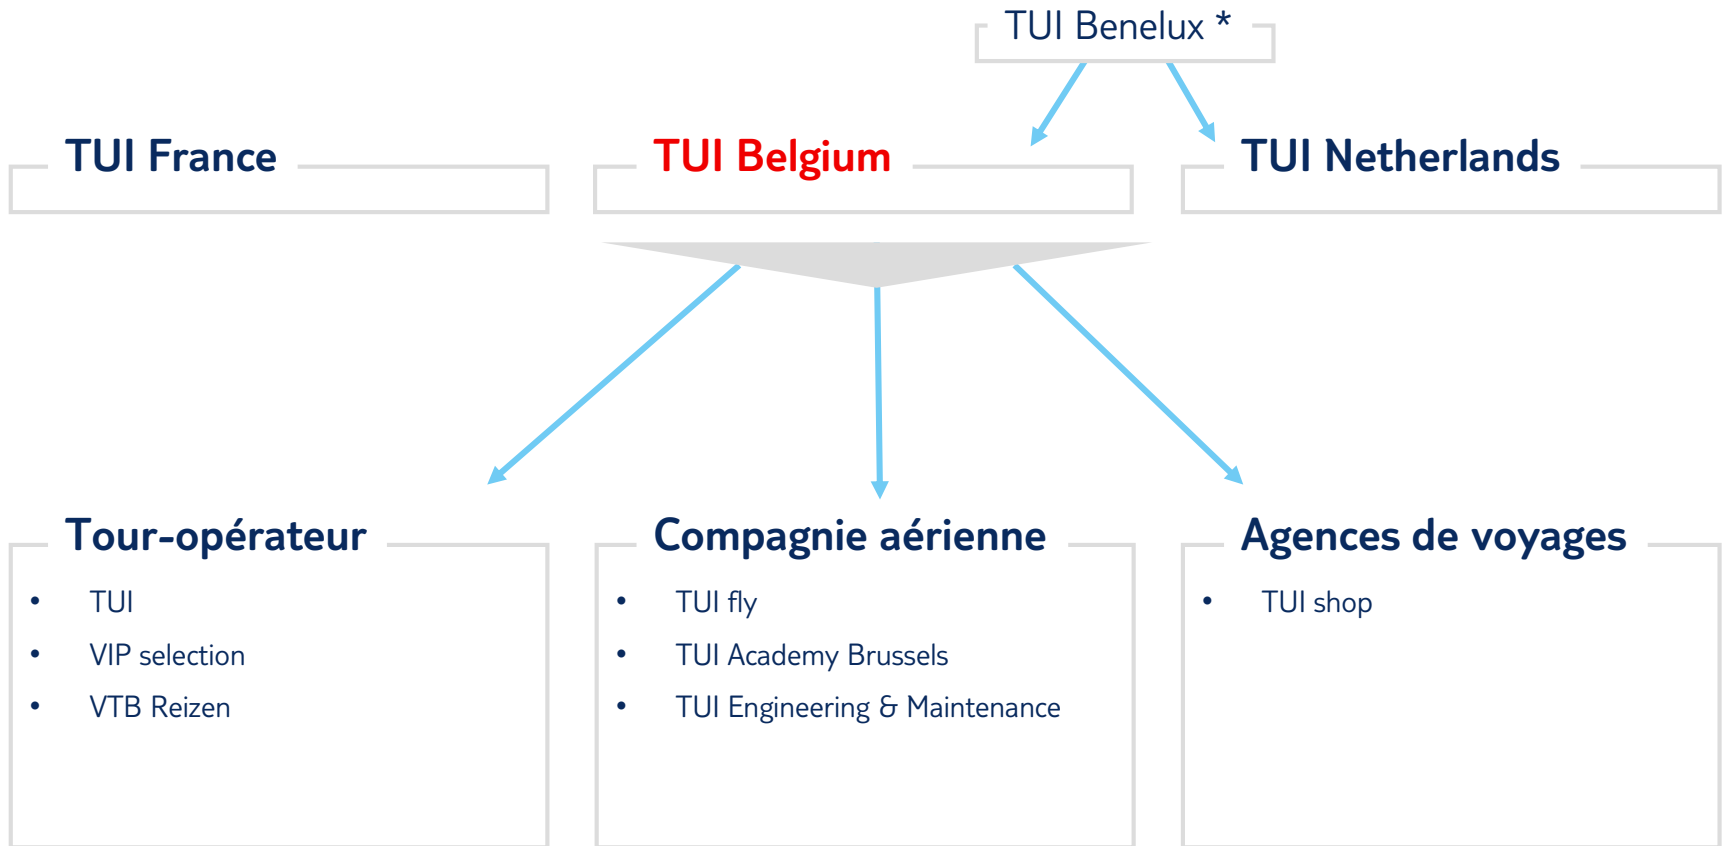 TUI Benelux *
TUI France
TUI Belgium
TUI Netherlands
Tour-opérateur
• TUI
• VIP selection
• VTB Reizen
Compagnie aérienne
• TUI fly
• TUI Academy Brussels
• TUI Engineering & Maintenance
Agences de voyages
• TUI shop